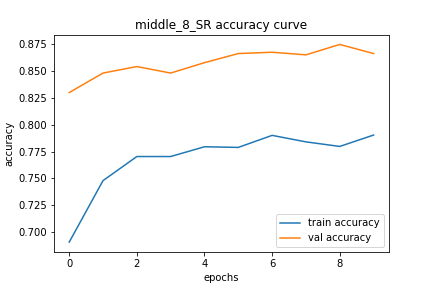 middle_8_SR accuracy curve
0.875
0.850
0.825
0.800
0.775
0.750
0.725
0.700
accuracy
train accuracy
val accuracy
0 2 4 6 8
epochs